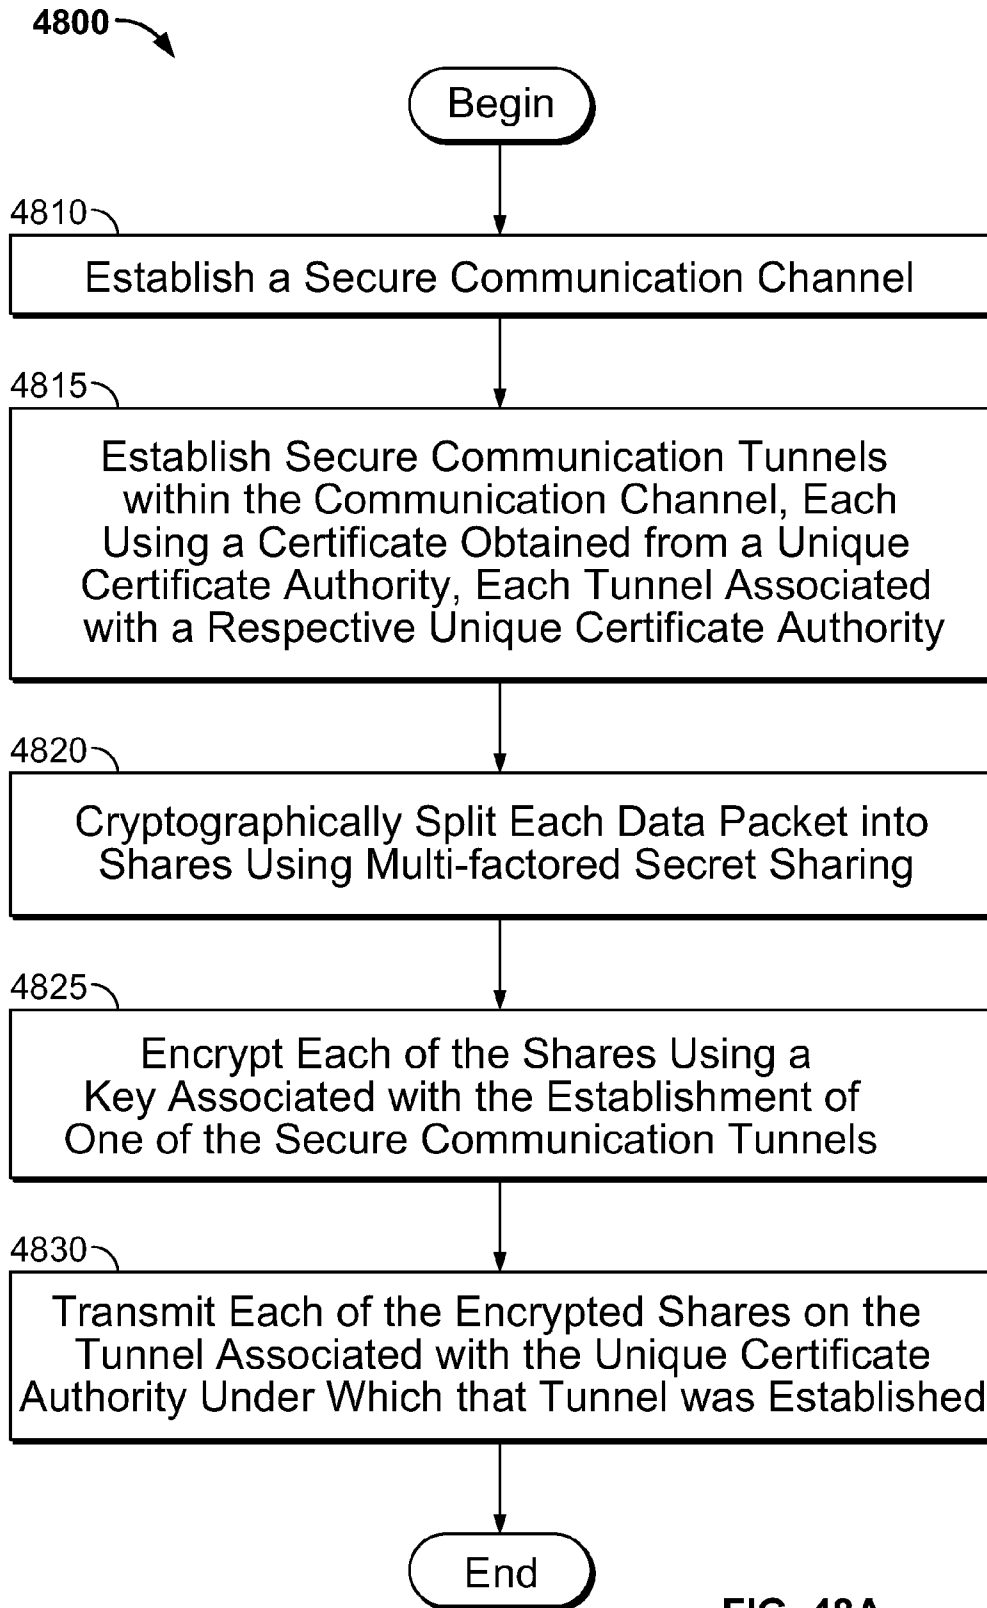 4800
Begin
4810
Establish a Secure Communication Channel
4815
Establish Secure Communication Tunnels
within the Communication Channel, Each
Using a Certificate Obtained from a Unique
Certificate Authority, Each Tunnel Associated
with a Respective Unique Certificate Authority
4820
Cryptographically Split Each Data Packet into
Shares Using Multi-factored Secret Sharing
4825
Encrypt Each of the Shares Using a
Key Associated with the Establishment of
One of the Secure Communication Tunnels
4830
Transmit Each of the Encrypted Shares on the
Tunnel Associated with the Unique Certificate
Authority Under Which that Tunnel was Established
End
FIG. 48A